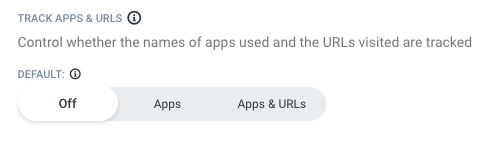 TRACK APPS & URLS
Control whether the names of apps used and the URLs visited are tracked
DEFAULT:
Off Apps Apps & URLs